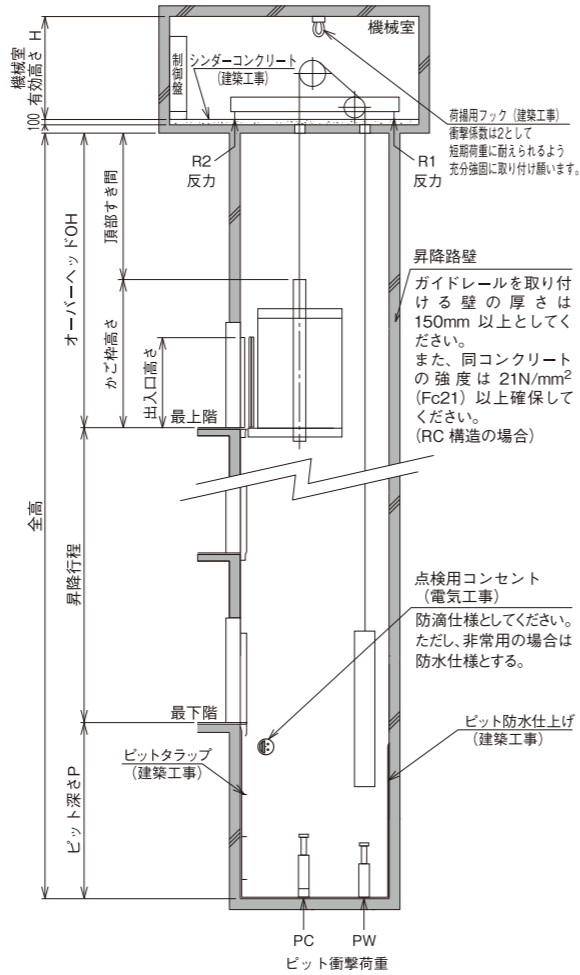 機械室
機械室
有効高さ H
制御盤
シンダーコンクリート
(建築工事)
荷揚用フック (建築工事)
衝撃係数は2として
短期荷重に耐えられるよう
充分強固に取り付け願います。
100
R2
反力
R1
反力
頂部すき間
オーバーヘッドOH
かご枠高さ
出入口高さ
最上階
昇降路壁
ガイドレールを取り付
ける壁の厚さは
150mm 以上としてく
ださい。
また、同コンクリート
の強度は 21N/mm²
(Fc21) 以上確保して
ください。
(RC 構造の場合)
全高
昇降行程
点検用コンセント
(電気工事)
防滴仕様としてください。
ただし、非常用の場合は
防水仕様とする。
最下階
ピット防水仕上げ
(建築工事)
ピットタラップ
(建築工事)
ピット深さP
PC
PW
ピット衝撃荷重